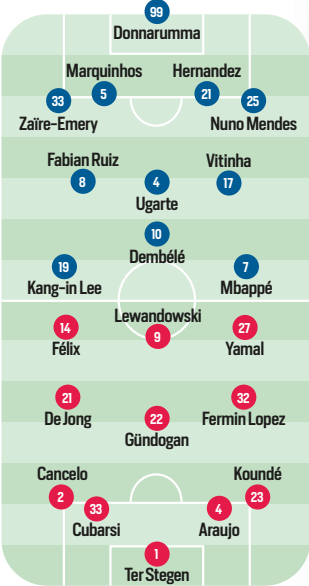 99
Donnarumma
Marquinhos
Hernandez
5
21
33
25
Zaïre-Emery
Nuno Mendes
Fabian Ruiz
Vitinha
8
4
17
Ugarte
10
Dembélé
19
7
Kang-in Lee
Mbappé
Lewandowski
14
9
27
Félix
Yamal
21
32
De Jong
22
Fermin Lopez
Gündogan
Cancelo
Koundé
2
33
4
23
Cubarsi
Araujo
1
Ter Stegen